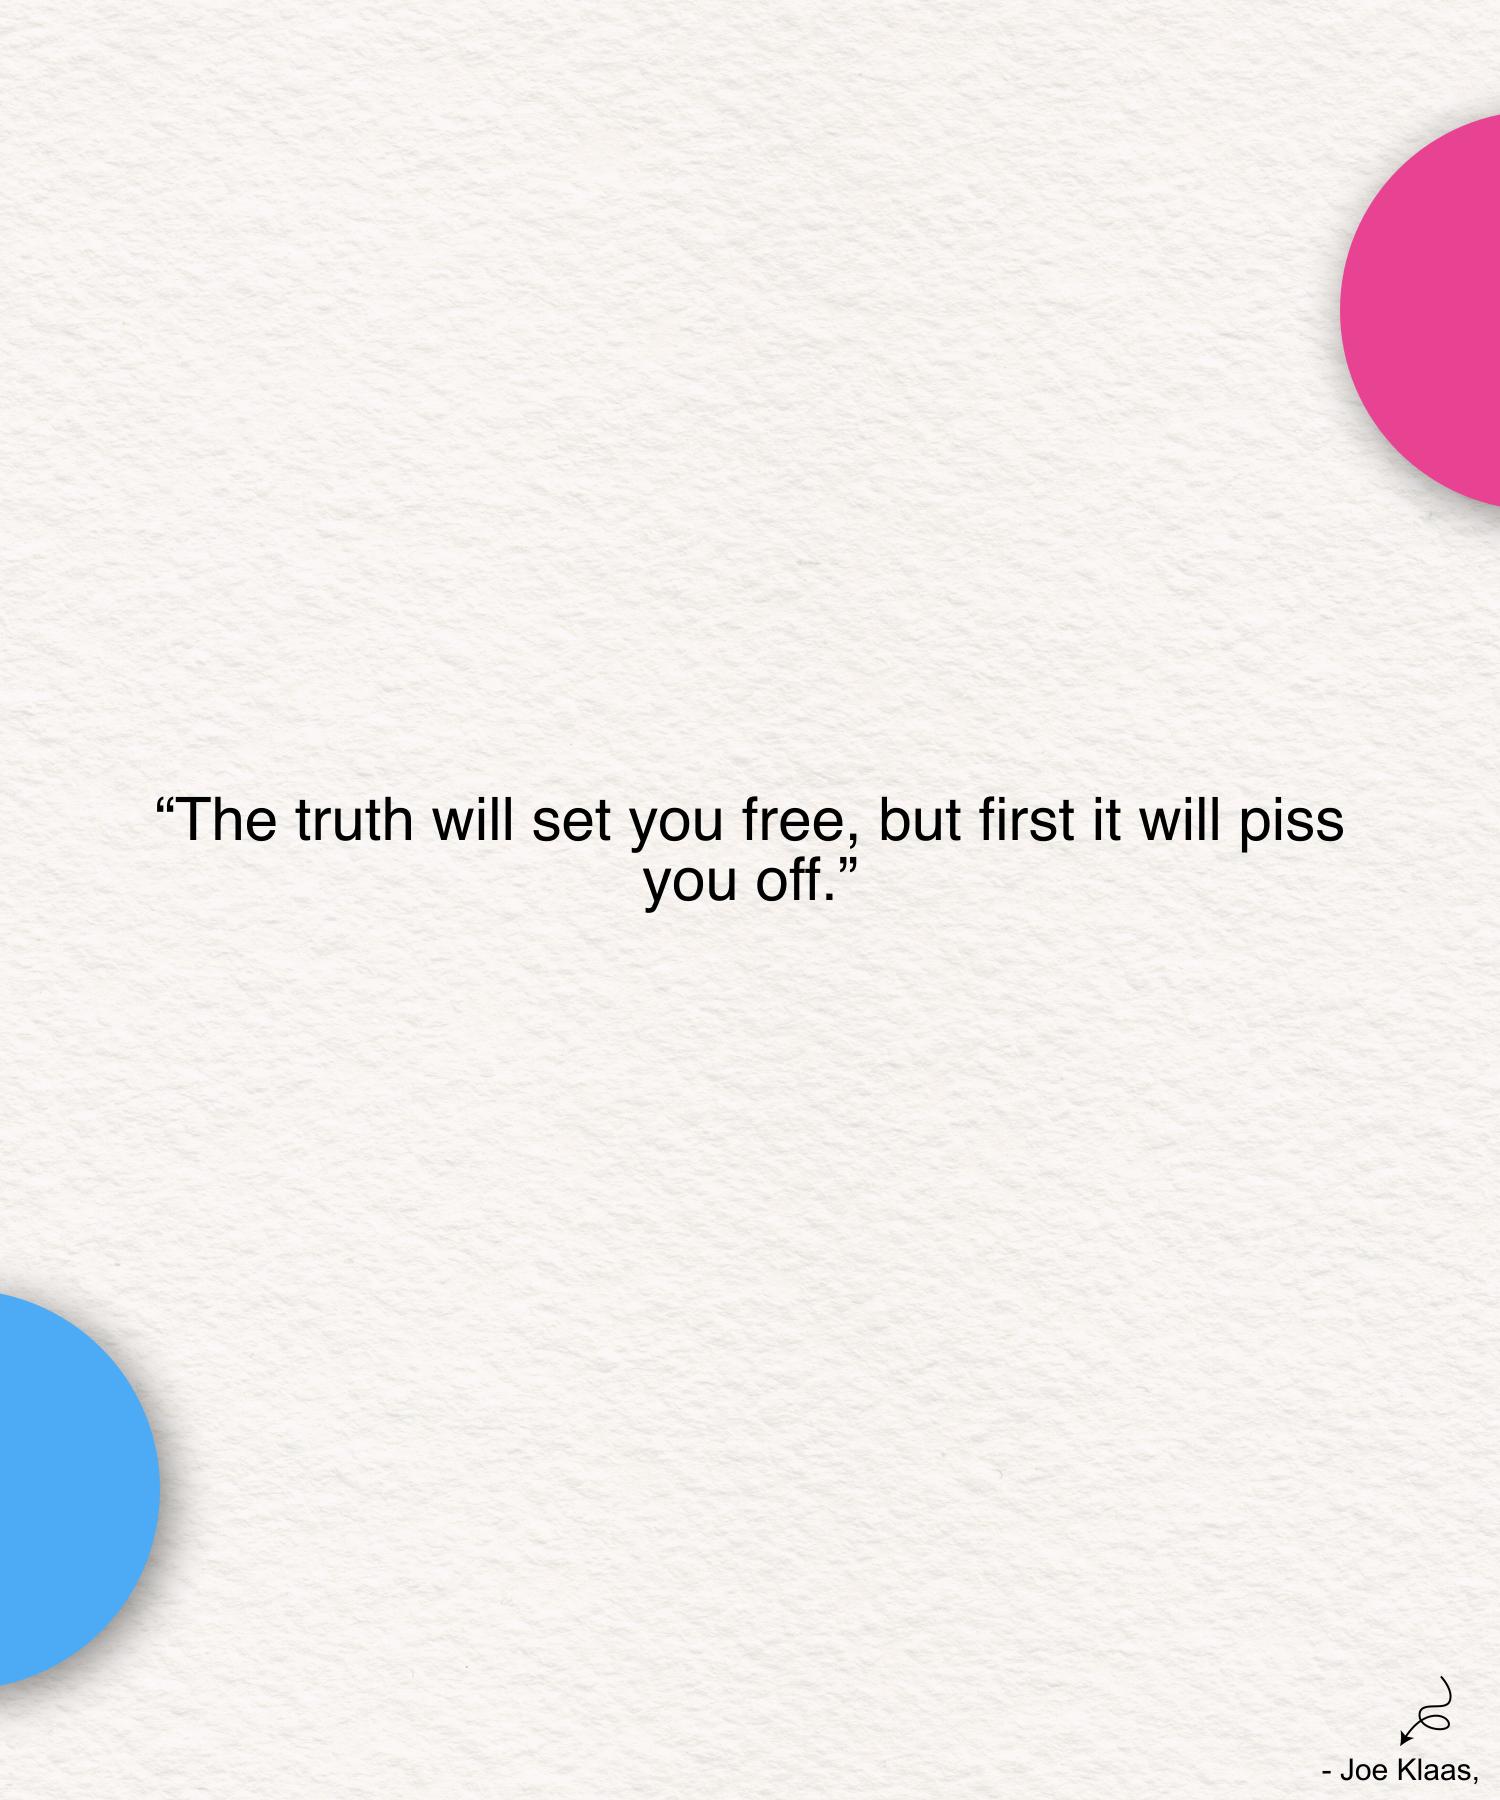 “The truth will set you free, but first it will piss
you off.”
- Joe Klaas,